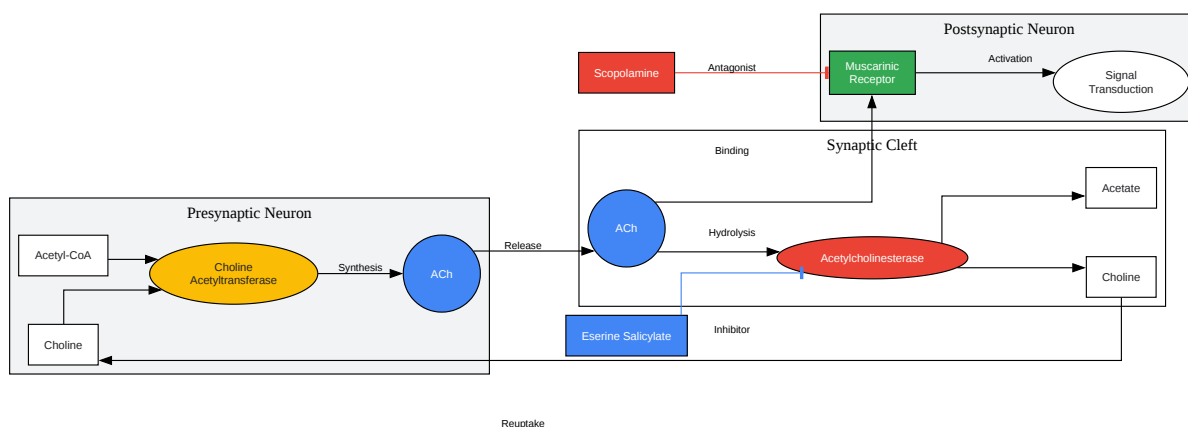 Postsynaptic Neuron
Scopolamine
Antagonist
Muscarinic
Receptor
Activation
Signal
Transduction
Synaptic Cleft
Binding
Acetate
Presynaptic Neuron
Acetyl-CoA
Choline
Acetyltransferase
Synthesis
ACh
Release
ACh
Hydrolysis
Acetylcholinesterase
Choline
Choline
Eserine Salicylate
Inhibitor
Reuptake